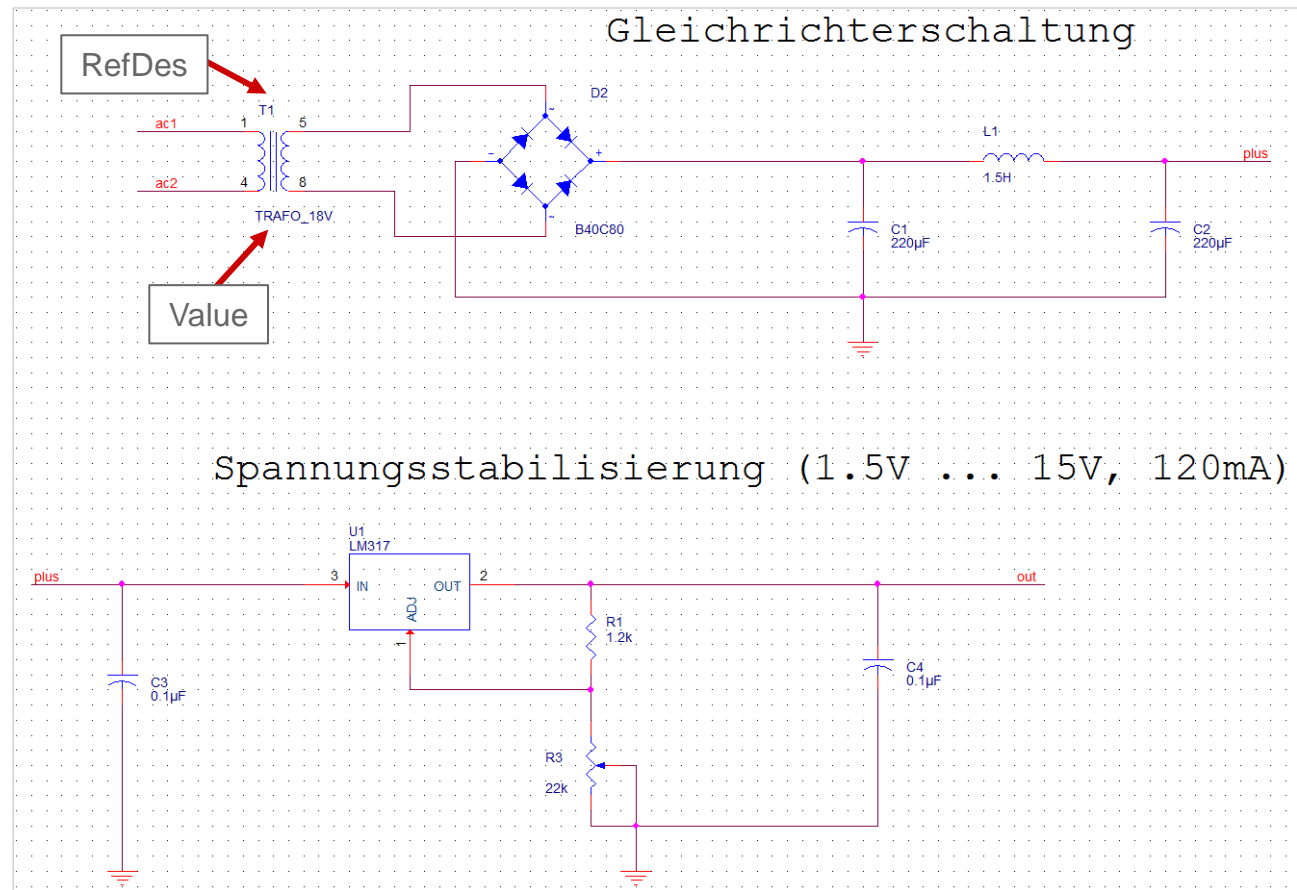 Gleichrichterschaltung
RefDes
T1
ac1
1
5
ac2
4
8
TRAFO_18V
Value
D2
~
-
+
~
B40C80
L1
1.5H
plus
C1
220µF
C2
220µF
Spannungsstabilisierung (1.5V ... 15V, 120mA)
U1
LM317
plus
3
IN
OUT
2
ADJ
1
out
R1
1.2k
C3
0.1µF
C4
0.1µF
R3
22k